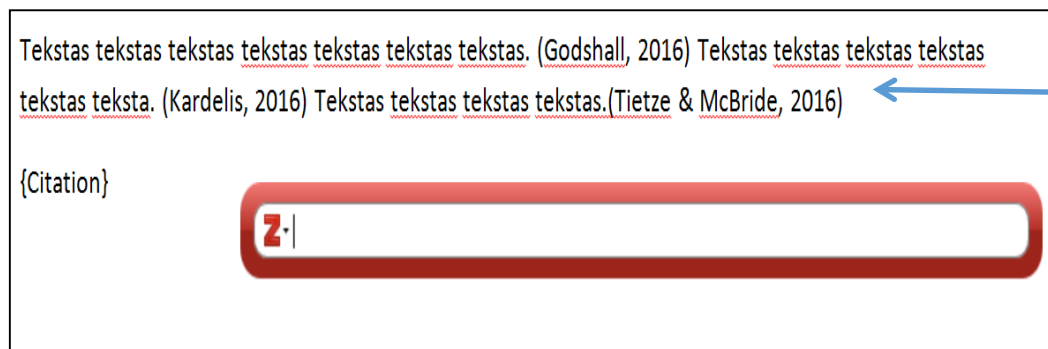 Tekstas tekstas tekstas tekstas tekstas tekstas tekstas. (Godshall, 2016) Tekstas tekstas tekstas tekstas
tekstas teksta. (Kardelis, 2016) Tekstas tekstas tekstas tekstas.(Tietze & McBride, 2016)
{Citation}
Z